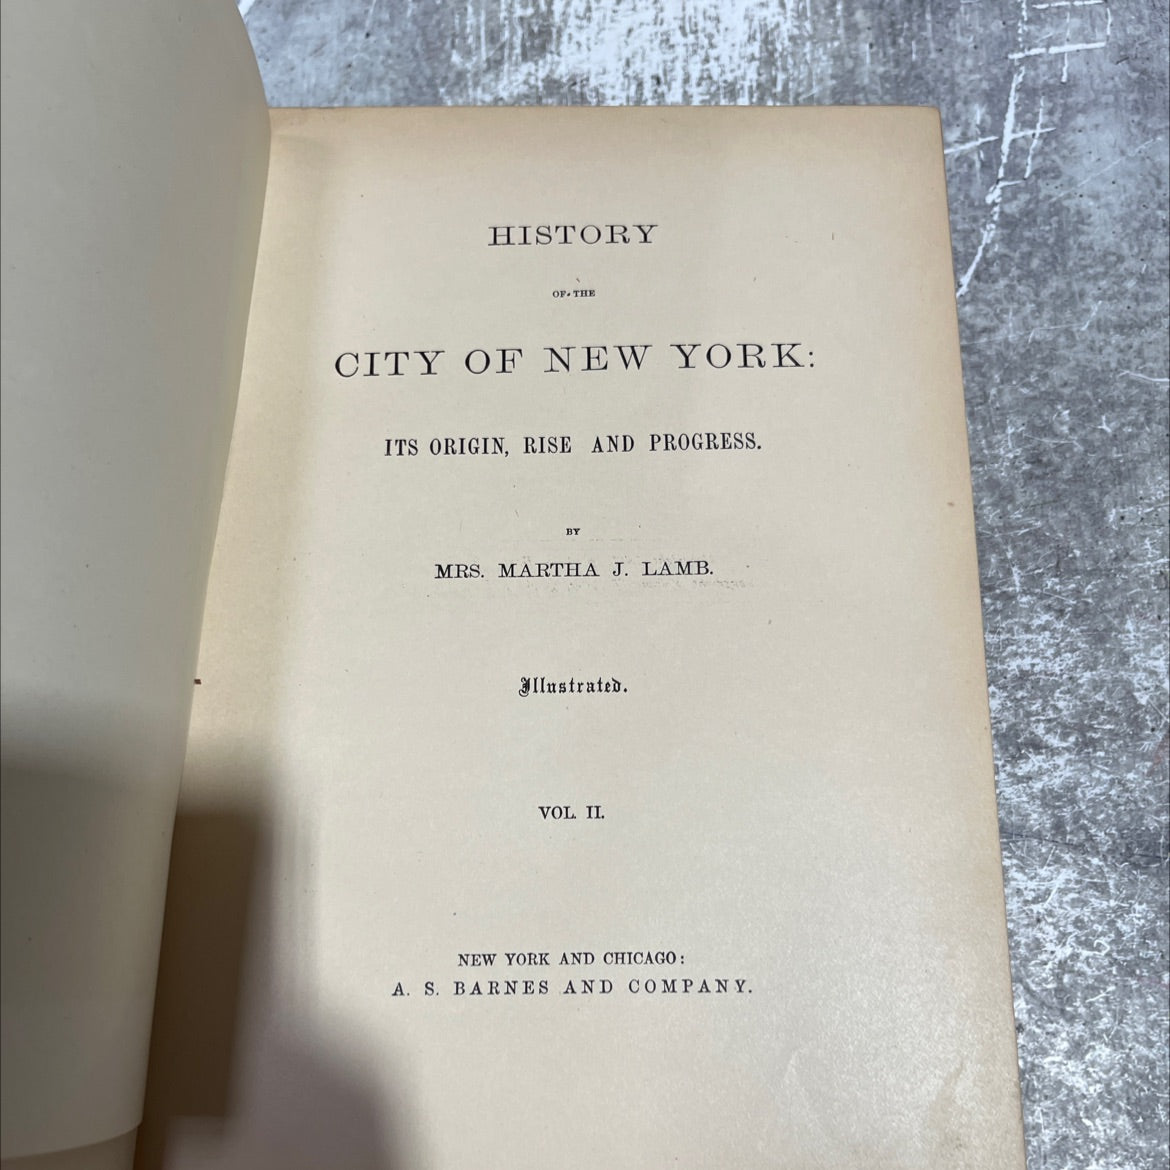 HISTORY
OF THE
CITY OF NEW YORK:
ITS ORIGIN, RISE AND PROGRESS.
BY
MRS. MARTHA J. LAMB.
Illustrated.
VOL. II.
NEW YORK AND CHICAGO:
A. S. BARNES AND COMPANY.